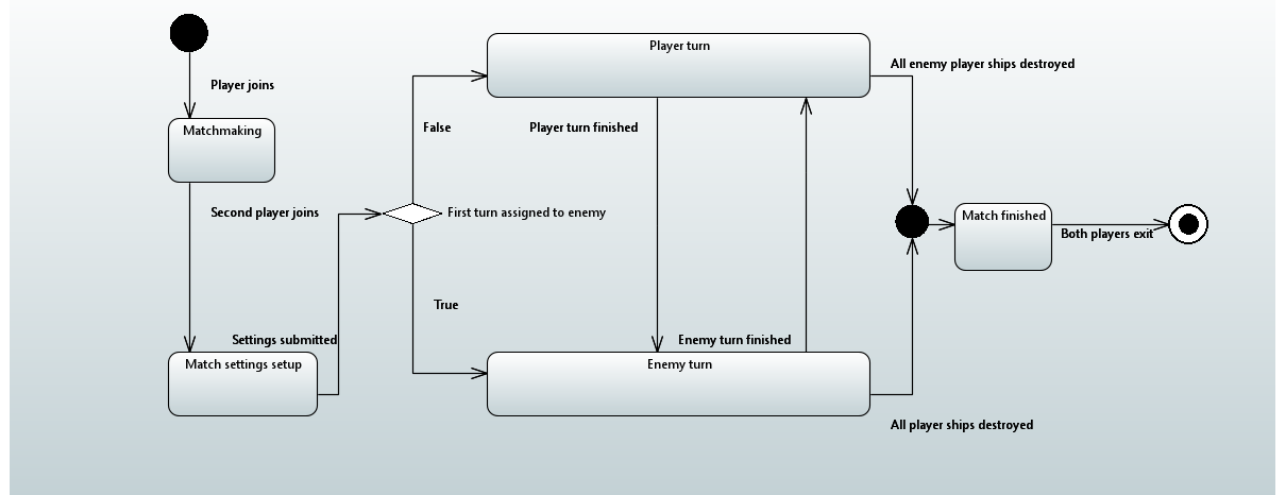 Player turn
All enemy player ships destroyed
Player joins
Matchmaking
False
Player turn finished
Second player joins
First turn assigned to enemy
Match finished
Both players exit
True
Settings submitted
Enemy turn finished
Match settings setup
Enemy turn
All player ships destroyed